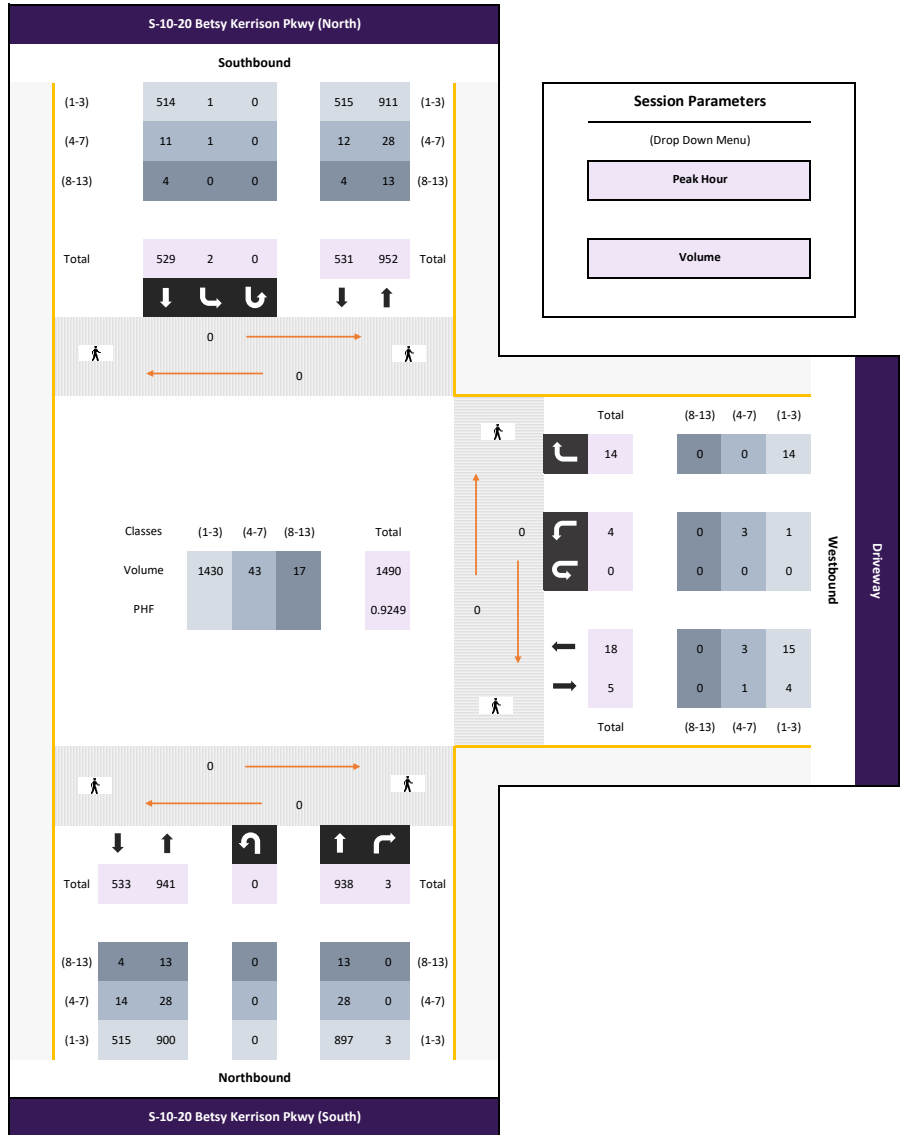 S-10-20 Betsy Kerrison Pkwy (North)
Southbound
(1-3) 514 1 0 515 911 (1-3)
(4-7) 11 1 0 12 28 (4-7)
(8-13) 4 0 0 4 13 (8-13)
Total 529 2 0 531 952 Total
0
0
Session Parameters
(Drop Down Menu)
Peak Hour
Volume
Total (8-13) (4-7) (1-3)
14 0 0 14
0 4 0 3 1
0 0 0 0
0
18 0 3 15
5 0 1 4
Total (8-13) (4-7) (1-3)
Westbound
Driveway
Classes (1-3) (4-7) (8-13) Total
Volume 1430 43 17 1490
PHF 0.9249
0
0
Total 533 941 0 938 3 Total
(8-13) 4 13 0 13 0 (8-13)
(4-7) 14 28 0 28 0 (4-7)
(1-3) 515 900 0 897 3 (1-3)
Northbound
S-10-20 Betsy Kerrison Pkwy (South)